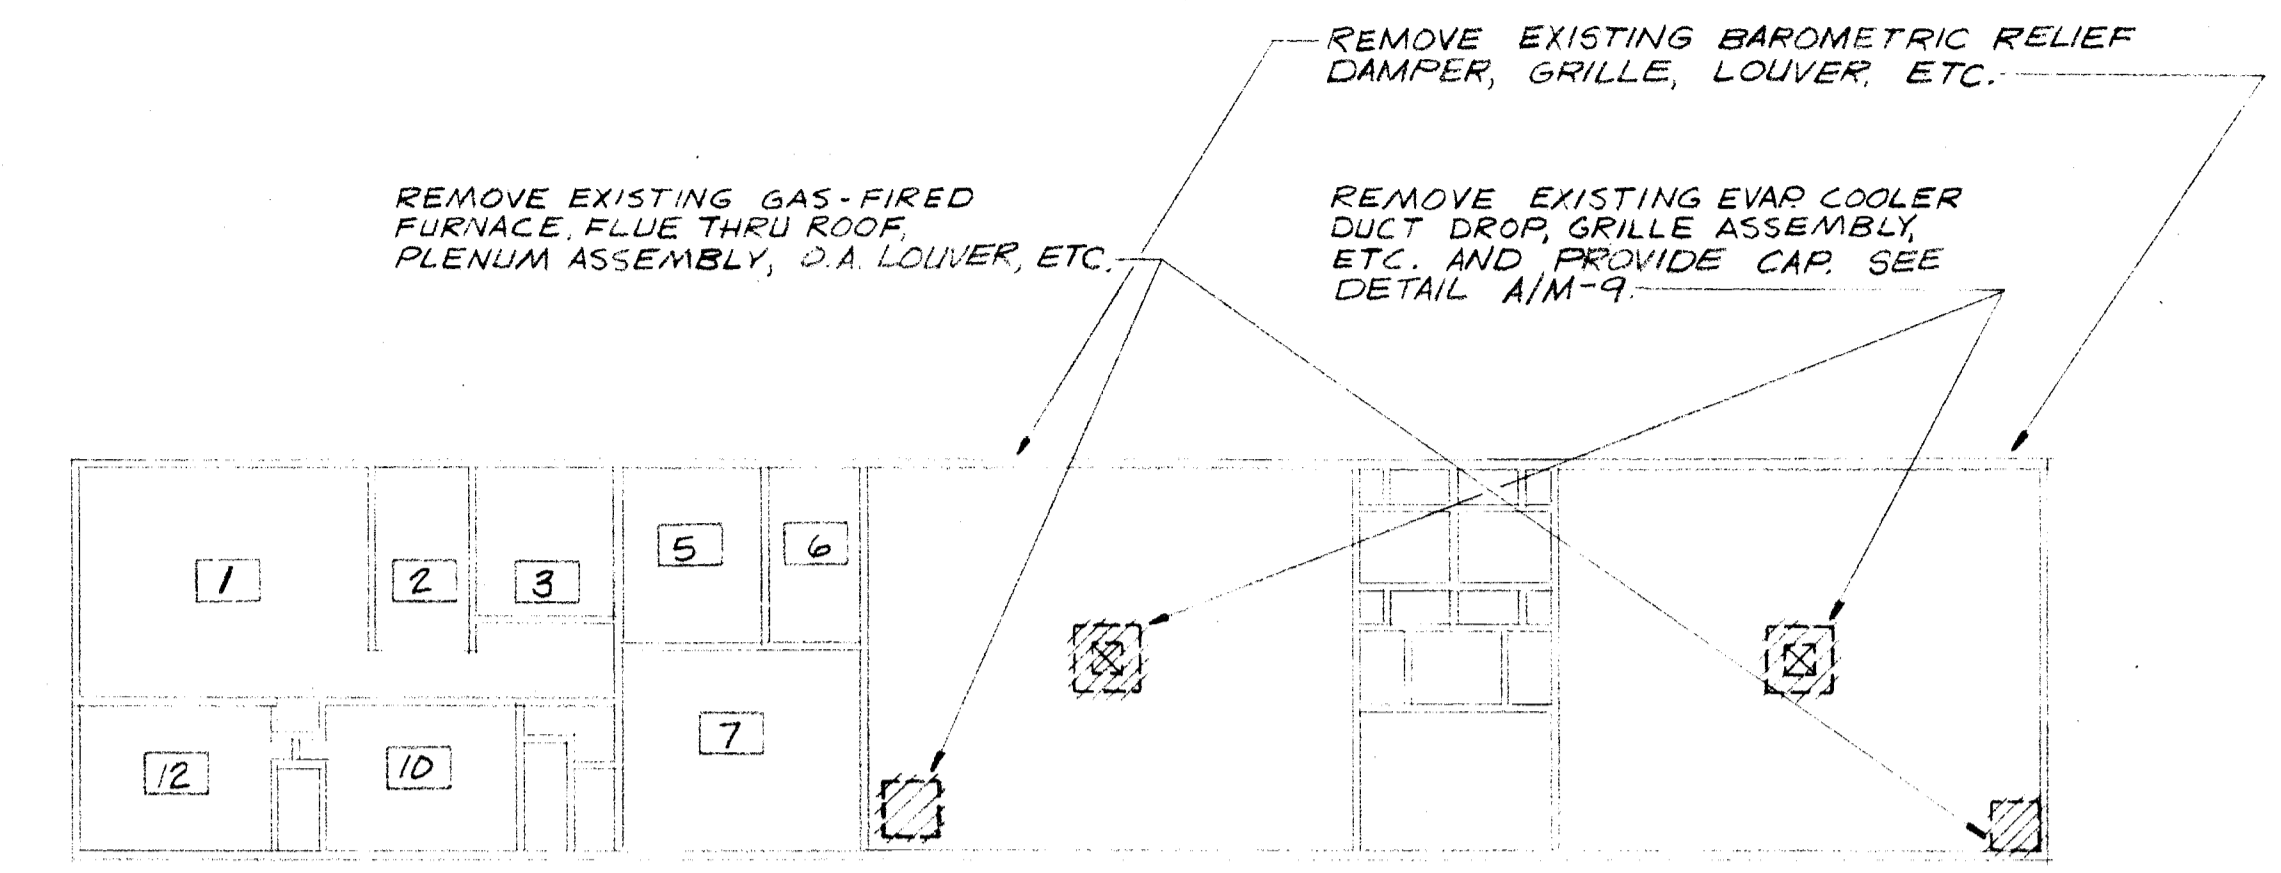 REMOVE EXISTING BAROMETRIC RELIEF
DAMPER, GRILLE, LOUVER, ETC.
REMOVE EXISTING GAS-FIRED
FURNACE, FLUE THRU ROOF,
PLENUM ASSEMBLY, O.A. LOUVER, ETC.
REMOVE EXISTING EVAP. COOLER
DUCT DROP, GRILLE ASSEMBLY,
ETC. AND PROVIDE CAP. SEE
DETAIL A/M-9.
1
2
3
5
6
7
12
10